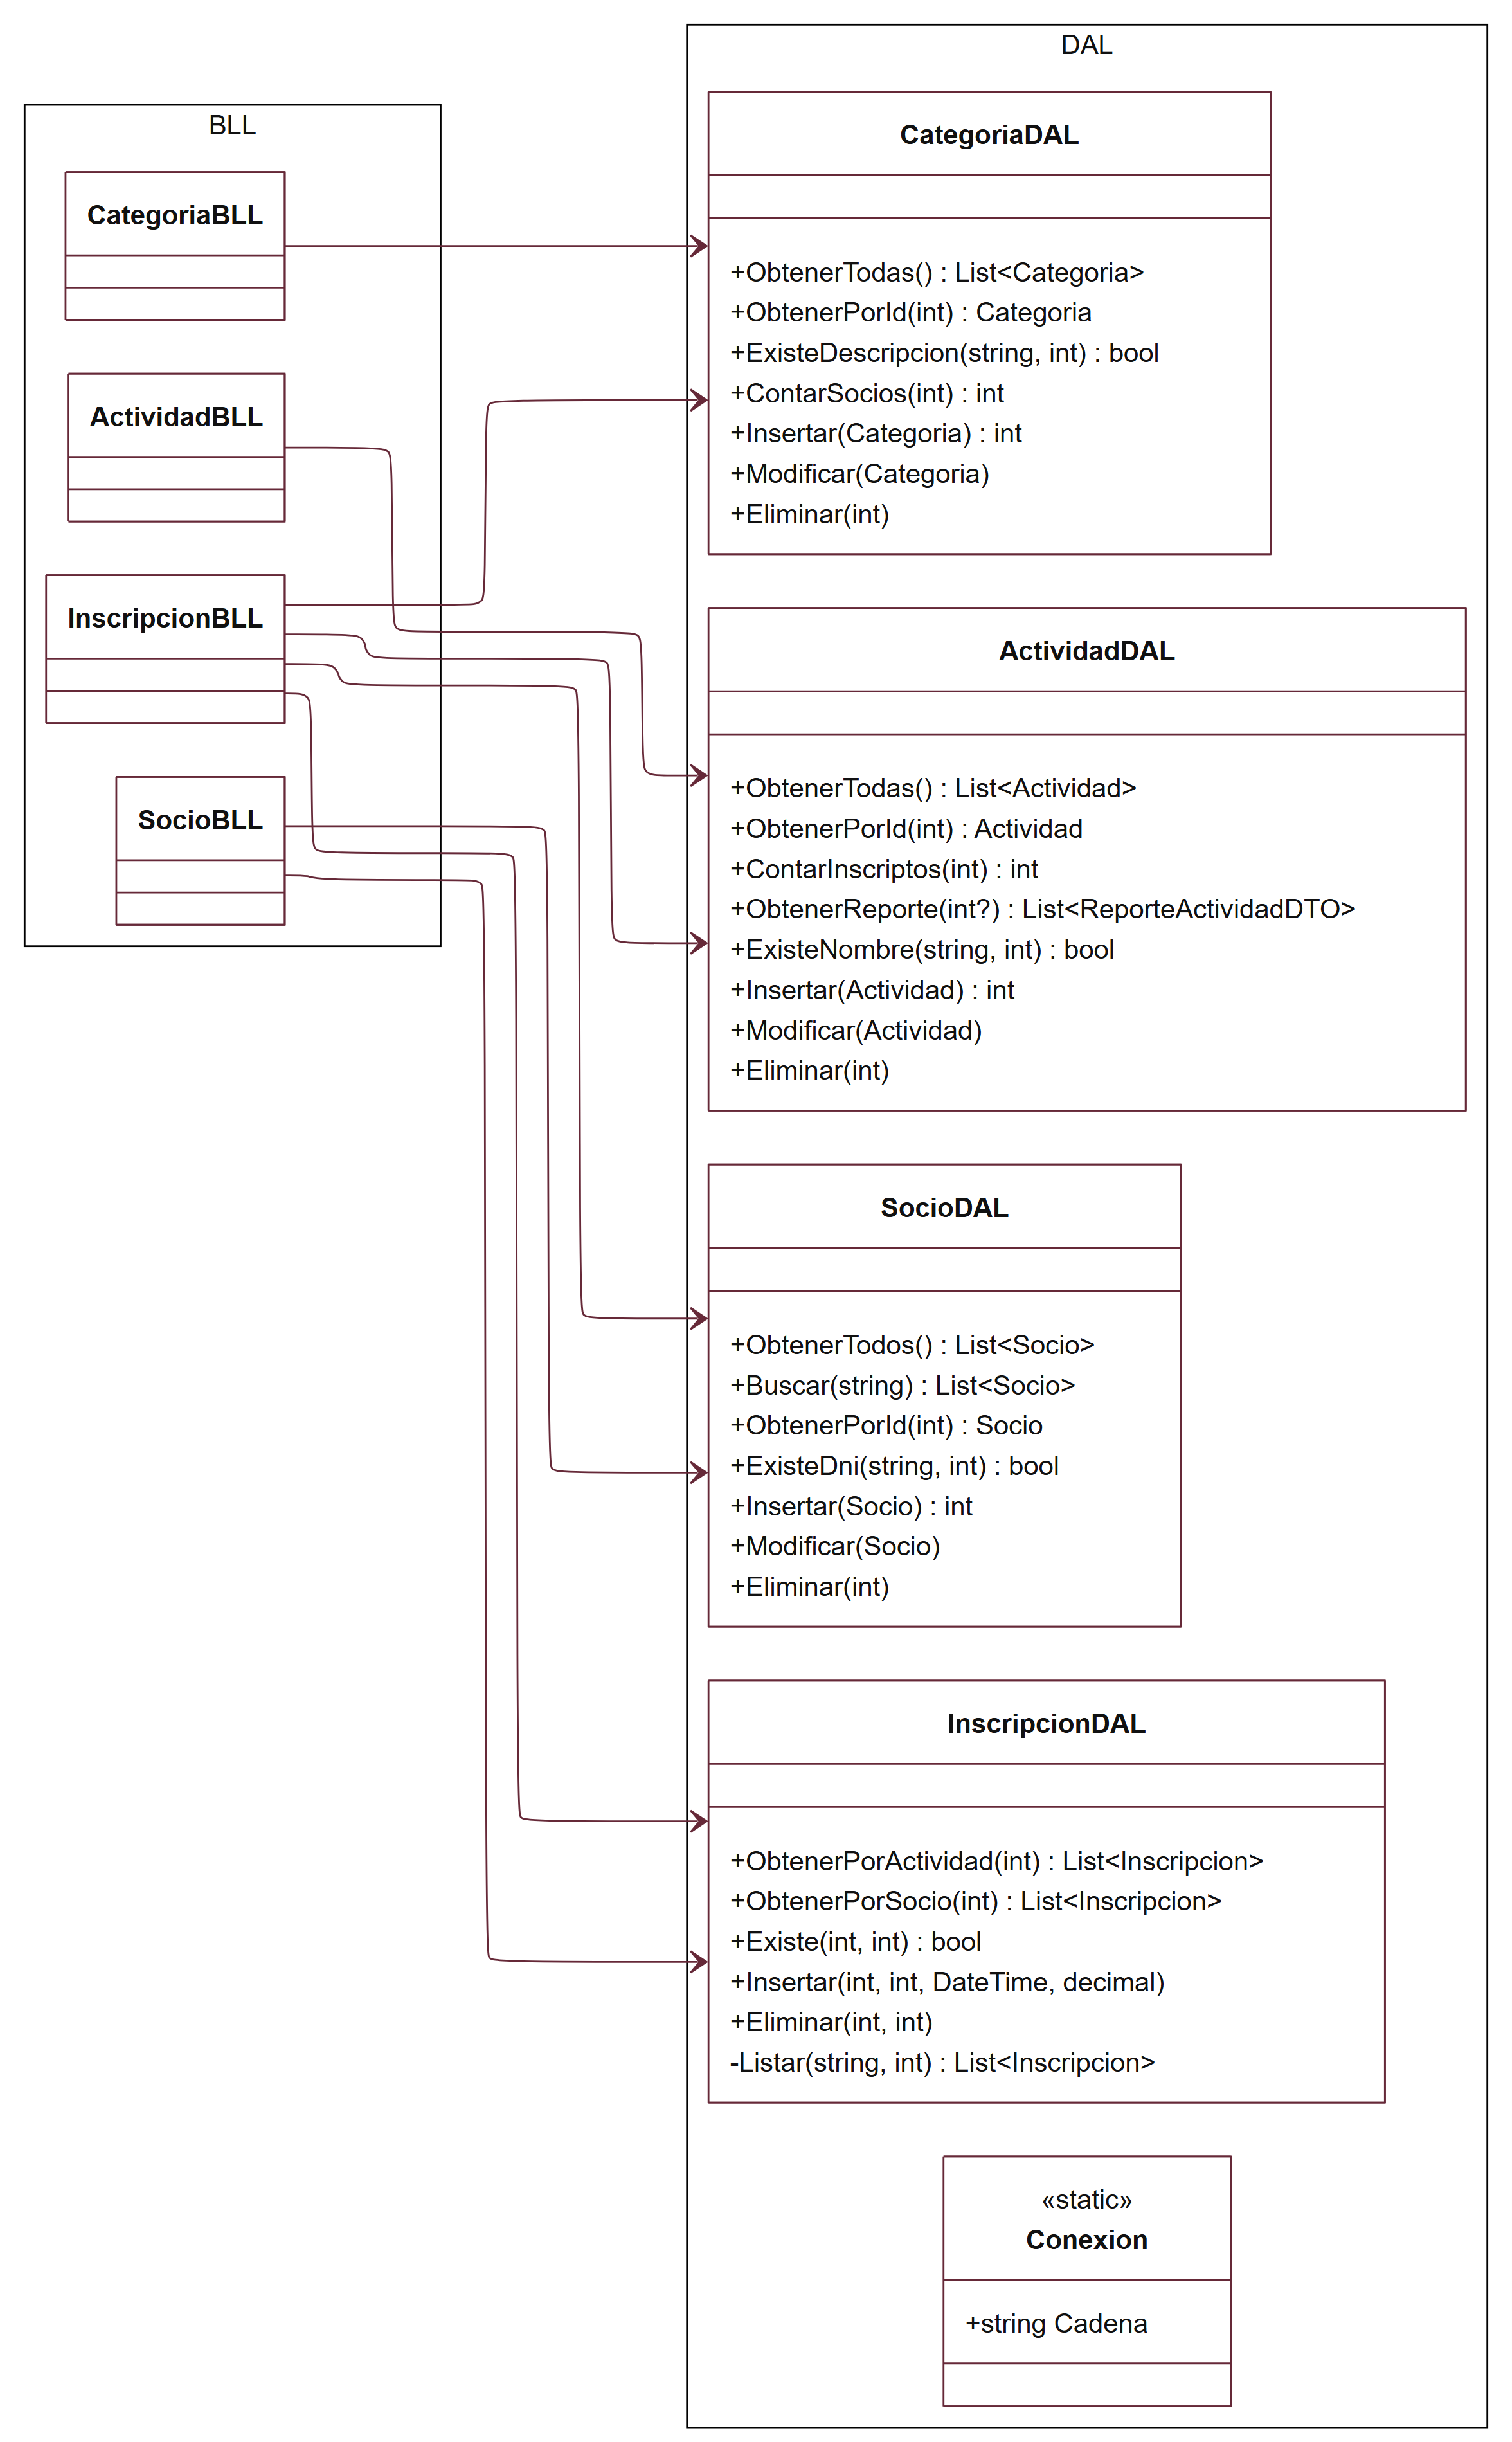 BLL
CategoriaBLL
ActividadBLL
InscripcionBLL
SocioBLL
DAL
CategoriaDAL
+ObtenerTodas() : List<Categoria>
+ObtenerPorId(int) : Categoria
+ExisteDescripcion(string, int) : bool
+ContarSocios(int) : int
+Insertar(Categoria) : int
+Modificar(Categoria)
+Eliminar(int)
ActividadDAL
+ObtenerTodas() : List<Actividad>
+ObtenerPorId(int) : Actividad
+ContarInscriptos(int) : int
+ObtenerReporte(int?) : List<ReporteActividadDTO>
+ExisteNombre(string, int) : bool
+Insertar(Actividad) : int
+Modificar(Actividad)
+Eliminar(int)
SocioDAL
+ObtenerTodos() : List<Socio>
+Buscar(string) : List<Socio>
+ObtenerPorId(int) : Socio
+ExisteDni(string, int) : bool
+Insertar(Socio) : int
+Modificar(Socio)
+Eliminar(int)
InscripcionDAL
+ObtenerPorActividad(int) : List<Inscripcion>
+ObtenerPorSocio(int) : List<Inscripcion>
+Existe(int, int) : bool
+Insertar(int, int, DateTime, decimal)
+Eliminar(int, int)
-Listar(string, int) : List<Inscripcion>
«static»
Conexion
+string Cadena